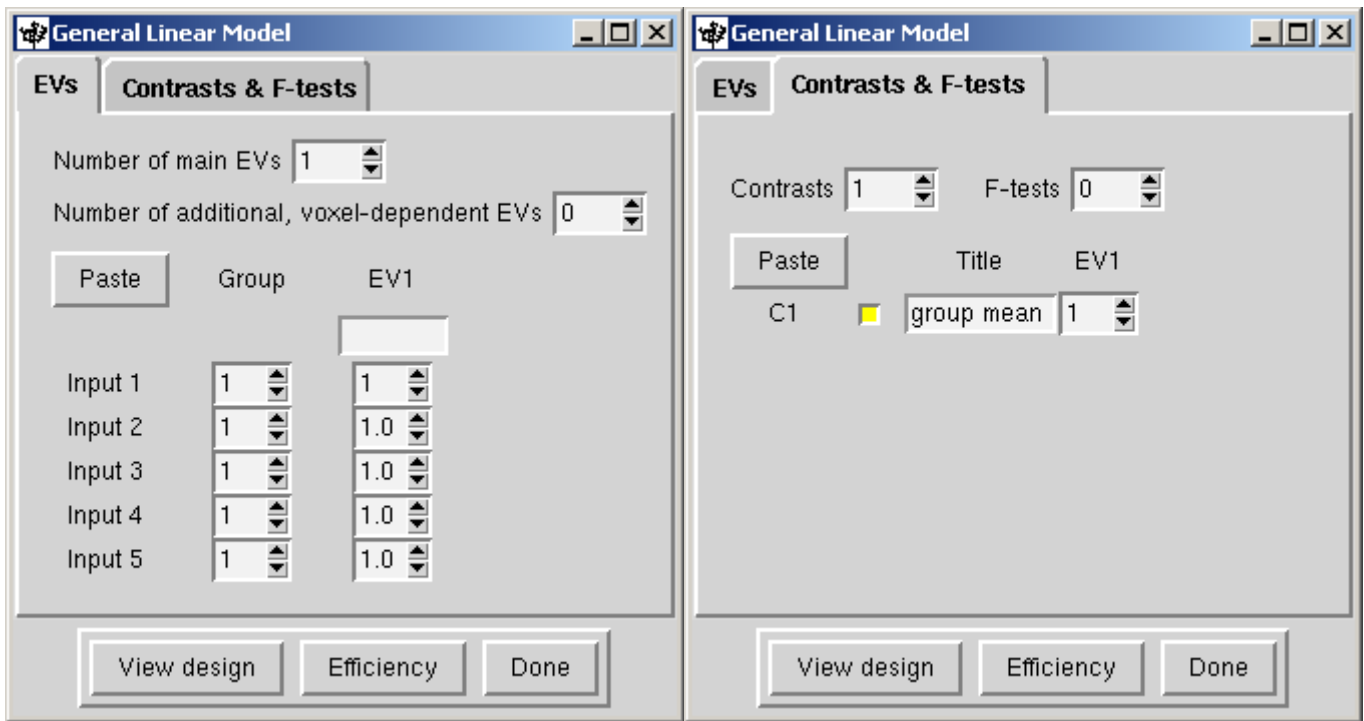 General Linear Model
EVs Contrasts & F-tests
Number of main EVs 1
Number of additional, voxel-dependent EVs 0
Paste Group EV1
Input 1 1 1
Input 2 1 1.0
Input 3 1 1.0
Input 4 1 1.0
Input 5 1 1.0
View design Efficiency Done
General Linear Model
EVs Contrasts & F-tests
Contrasts 1 F-tests 0
Paste Title EV1
C1 group mean 1
View design Efficiency Done